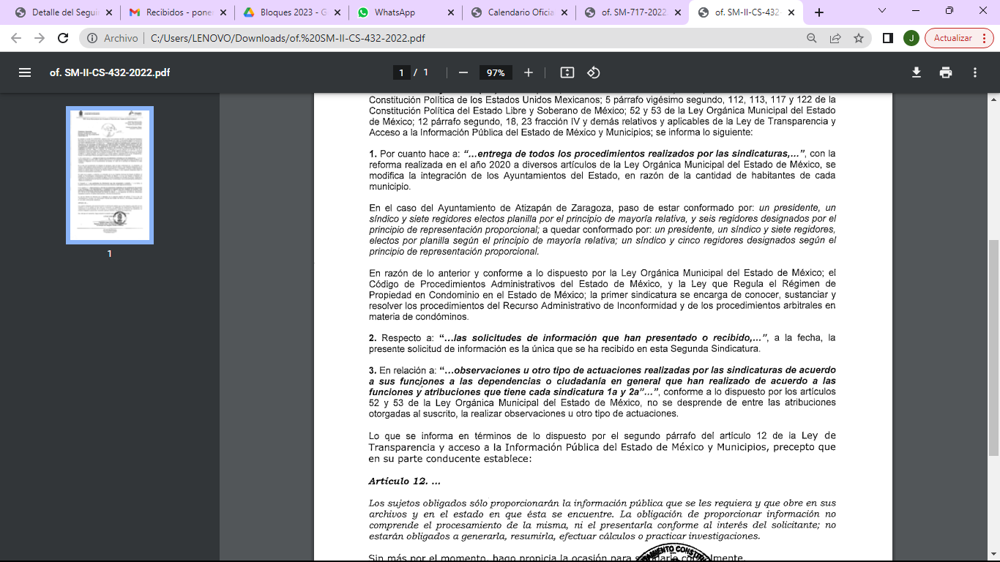 Detalle del Segui
Recibidos - pone
Bloques 2023 - G
WhatsApp
Calendario Oficia
of. SM-717-2022
of. SM-II-CS-432-
Archivo
C:/Users/LENOVO/Downloads/of.%20SM-II-CS-432-2022.pdf
J
Actualizar
of. SM-II-CS-432-2022.pdf
1 / 1
97%
1
Constitución Política de los Estados Unidos Mexicanos; 5 párrafo vigésimo segundo, 112, 113, 117 y 122 de la
Constitución Política del Estado Libre y Soberano de México; 52 y 53 de la Ley Orgánica Municipal del Estado
de México; 12 párrafo segundo, 18, 23 fracción IV y demás relativos y aplicables de la Ley de Transparencia y
Acceso a la Información Pública del Estado de México y Municipios; se informa lo siguiente:
1. Por cuanto hace a: “...entrega de todos los procedimientos realizados por las sindicaturas,...”, con la
reforma realizada en el año 2020 a diversos artículos de la Ley Orgánica Municipal del Estado de México, se
modifica la integración de los Ayuntamientos del Estado, en razón de la cantidad de habitantes de cada
municipio.
En el caso del Ayuntamiento de Atizapán de Zaragoza, paso de estar conformado por: un presidente, un
síndico y siete regidores electos planilla por el principio de mayoría relativa, y seis regidores designados por el
principio de representación proporcional; a quedar conformado por: un presidente, un síndico y siete regidores,
electos por planilla según el principio de mayoría relativa; un síndico y cinco regidores designados según el
principio de representación proporcional.
En razón de lo anterior y conforme a lo dispuesto por la Ley Orgánica Municipal del Estado de México; el
Código de Procedimientos Administrativos del Estado de México, y la Ley que Regula el Régimen de
Propiedad en Condominio en el Estado de México; la primer sindicatura se encarga de conocer, sustanciar y
resolver los procedimientos del Recurso Administrativo de Inconformidad y de los procedimientos arbitrales en
materia de condóminos.
2. Respecto a: “...las solicitudes de información que han presentado o recibido,...”, a la fecha, la
presente solicitud de información es la única que se ha recibido en esta Segunda Sindicatura.
3. En relación a: “...observaciones u otro tipo de actuaciones realizadas por las sindicaturas de acuerdo
a sus funciones a las dependencias o ciudadanía en general que han realizado de acuerdo a las
funciones y atribuciones que tiene cada sindicatura 1a y 2a”...”, conforme a lo dispuesto por los artículos
52 y 53 de la Ley Orgánica Municipal del Estado de México, no se desprende de entre las atribuciones
otorgadas al suscrito, la realizar observaciones u otro tipo de actuaciones.
Lo que se informa en términos de lo dispuesto por el segundo párrafo del artículo 12 de la Ley de
Transparencia y acceso a la Información Pública del Estado de México y Municipios, precepto que
en su parte conducente establece:
Artículo 12. ...
Los sujetos obligados sólo proporcionarán la información pública que se les requiera y que obre en sus
archivos y en el estado en que ésta se encuentre. La obligación de proporcionar información no
comprende el procesamiento de la misma, ni el presentarla conforme al interés del solicitante; no
estarán obligados a generarla, resumirla, efectuar cálculos o practicar investigaciones.
Sin más por el momento, hago propicia la ocasión para